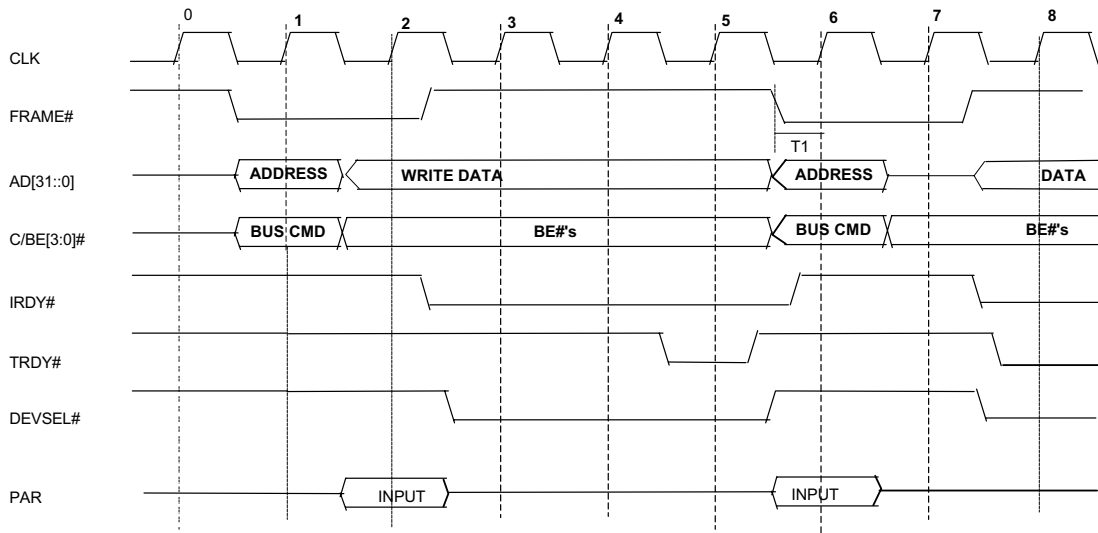 0 1 2 3 4 5 6 7 8
CLK
FRAME#
T1
AD[31::0] ADDRESS WRITE DATA ADDRESS DATA
C/BE[3:0]# BUS CMD BE#'s BUS CMD BE#'s
IRDY#
TRDY#
DEVSEL#
PAR INPUT INPUT